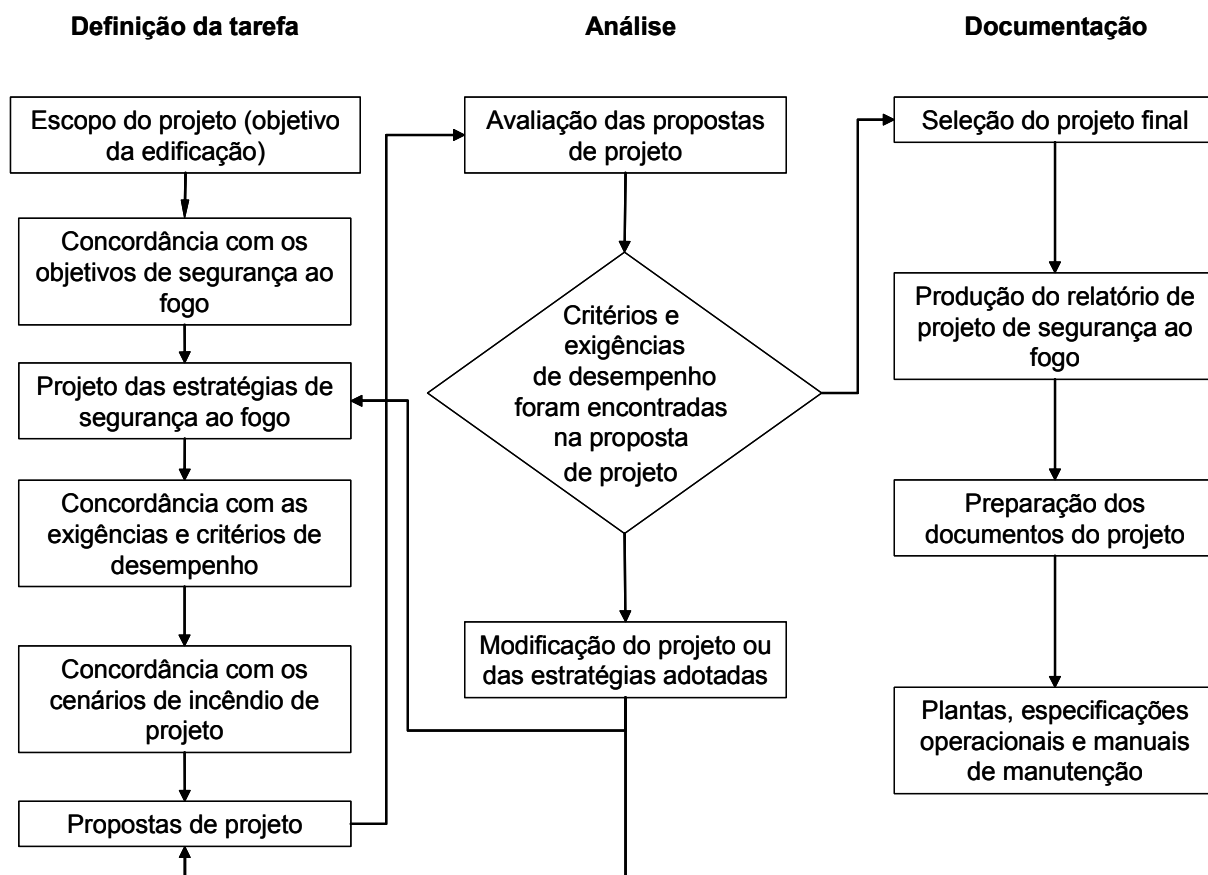 Definição da tarefa
Escopo do projeto (objetivo
da edificação)
Concordância com os
objetivos de segurança ao
fogo
Projeto das estratégias de
segurança ao fogo
Concordância com as
exigências e critérios de
desempenho
Concordância com os
cenários de incêndio de
projeto
Propostas de projeto
Análise
Avaliação das propostas
de projeto
Critérios e
exigências
de desempenho
foram encontradas
na proposta
de projeto
Modificação do projeto ou
das estratégias adotadas
Documentação
Seleção do projeto final
Produção do relatório de
projeto de segurança ao
fogo
Preparação dos
documentos do projeto
Plantas, especificações
operacionais e manuais
de manutenção